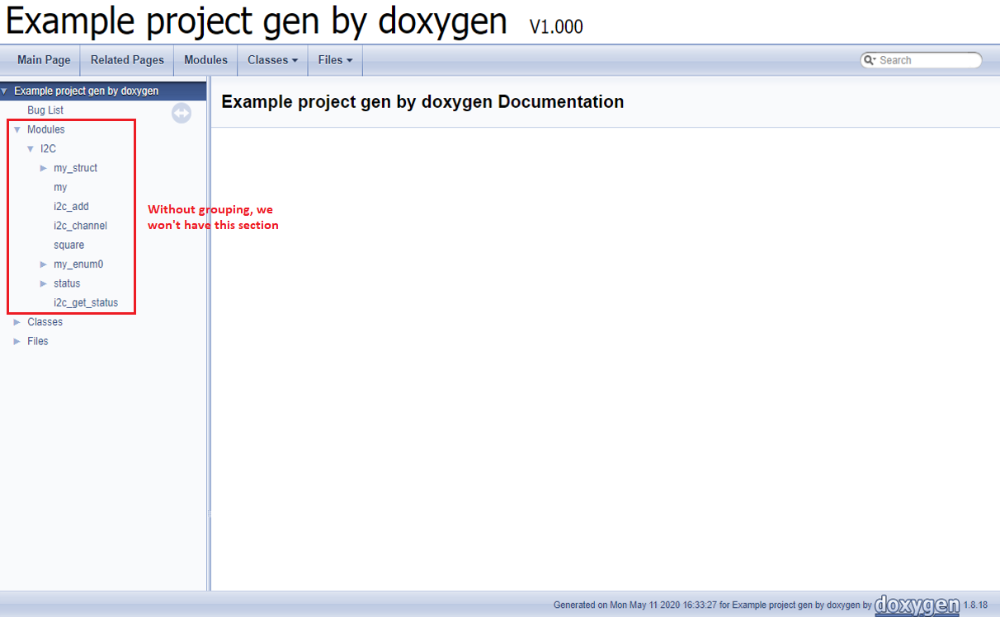 Example project gen by doxygen V1.000
Main Page Related Pages Modules Classes Files Search
Example project gen by doxygen
Bug List
Modules
I2C
my_struct
my
i2c_add
i2c_channel
square
my_enum0
status
i2c_get_status
Classes
Files
Without grouping, we
won't have this section
Example project gen by doxygen Documentation
Generated on Mon May 11 2020 16:33:27 for Example project gen by doxygen by doxygen 1.8.18